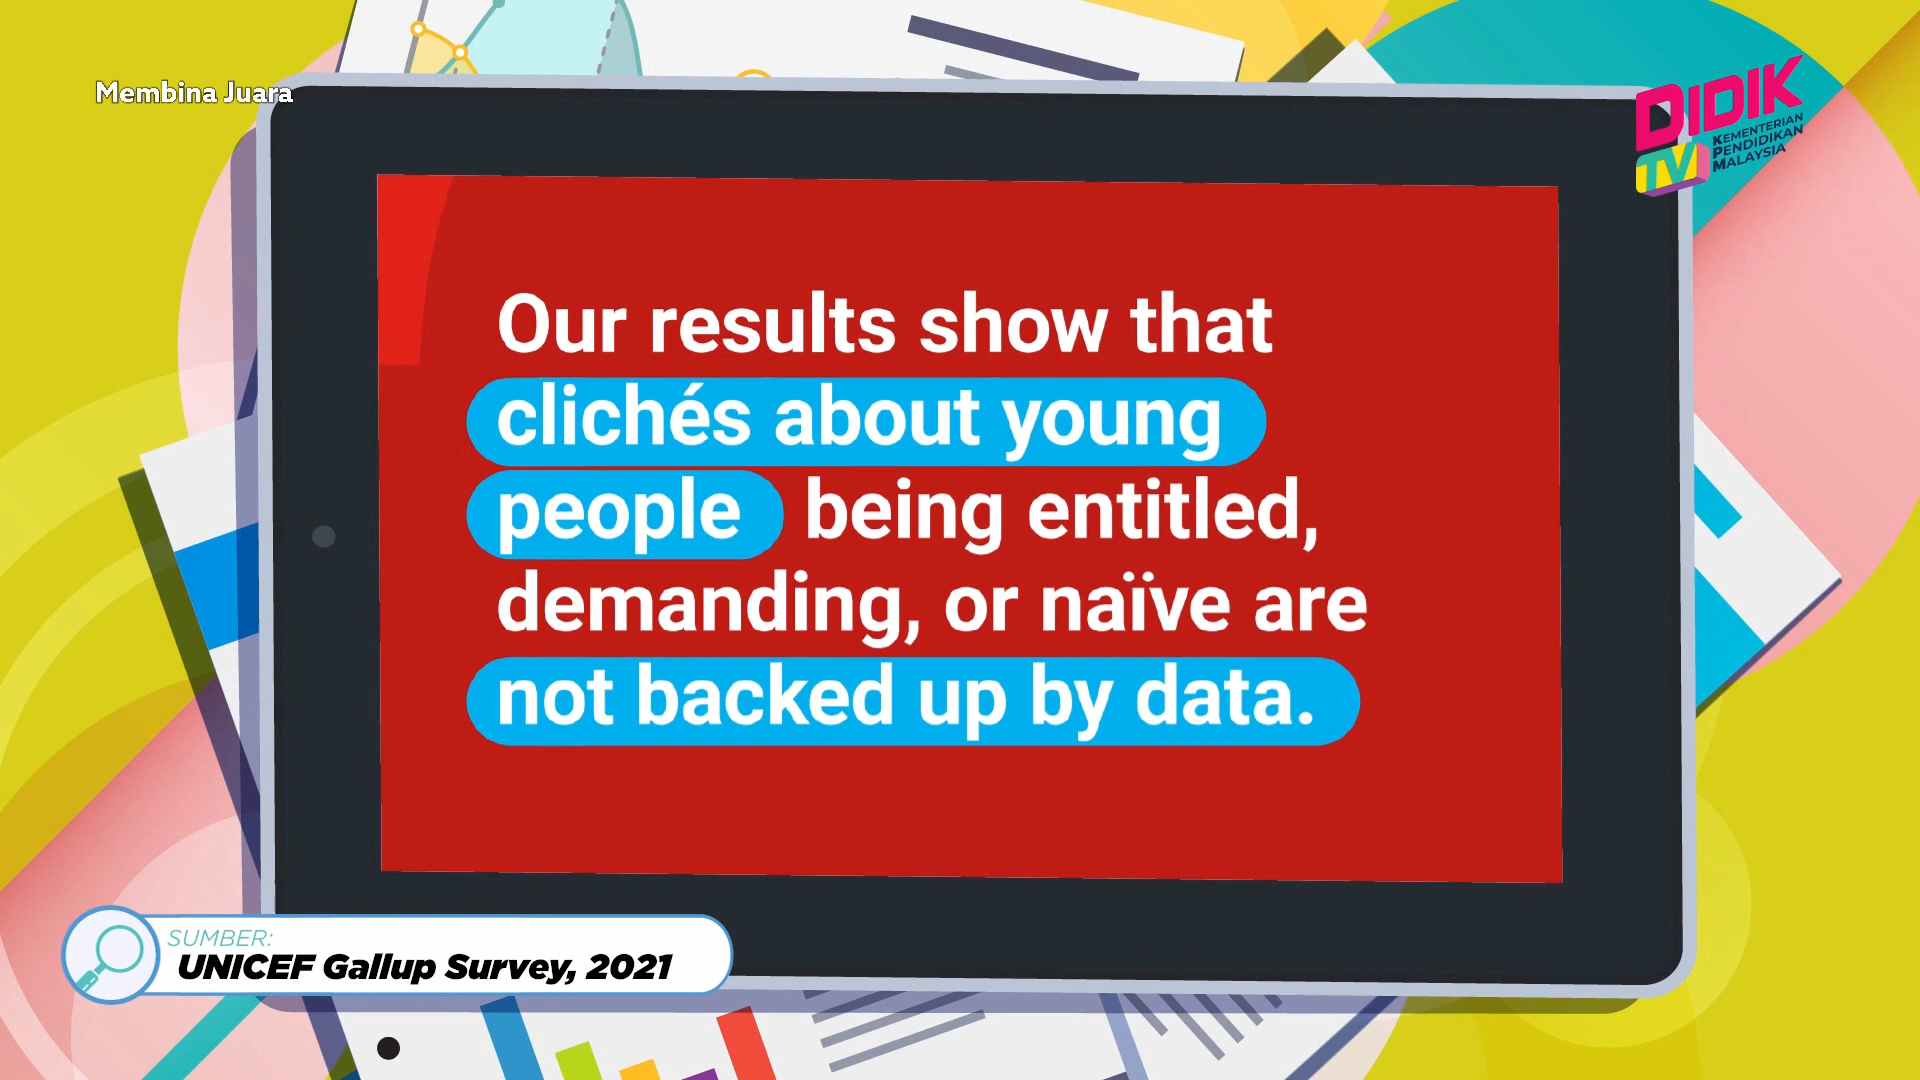 Membina Juara
DIDIK
TV
KEMENTERIAN
PENDIDIKAN
MALAYSIA
Our results show that
clichés about young
people being entitled,
demanding, or naïve are
not backed up by data.
SUMBER:
UNICEF Gallup Survey, 2021